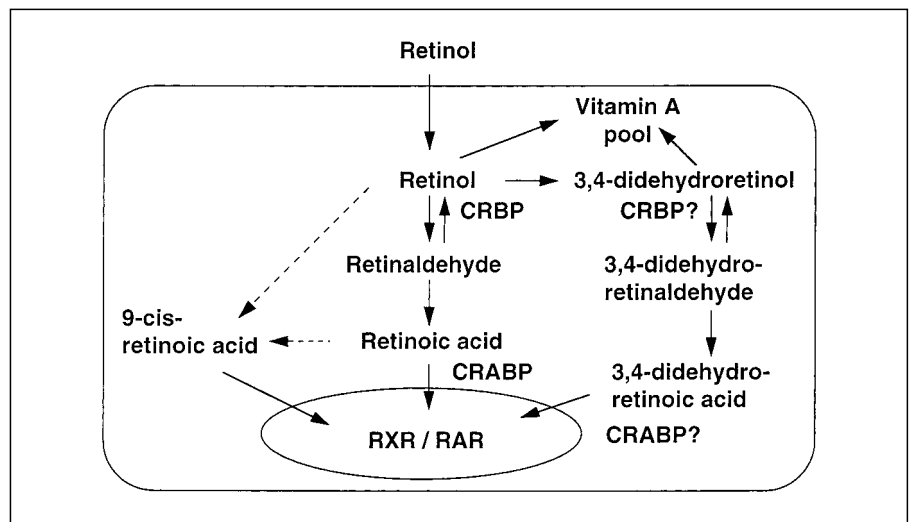 Retinol
Vitamin A
pool
Retinol
3,4-didehydroretinol
CRBP
CRBP?
Retinaldehyde
3,4-didehydro-
retinaldehyde
9-cis-
retinoic acid
Retinoic acid
CRABP
3,4-didehydro-
retinoic acid
RXR / RAR
CRABP?